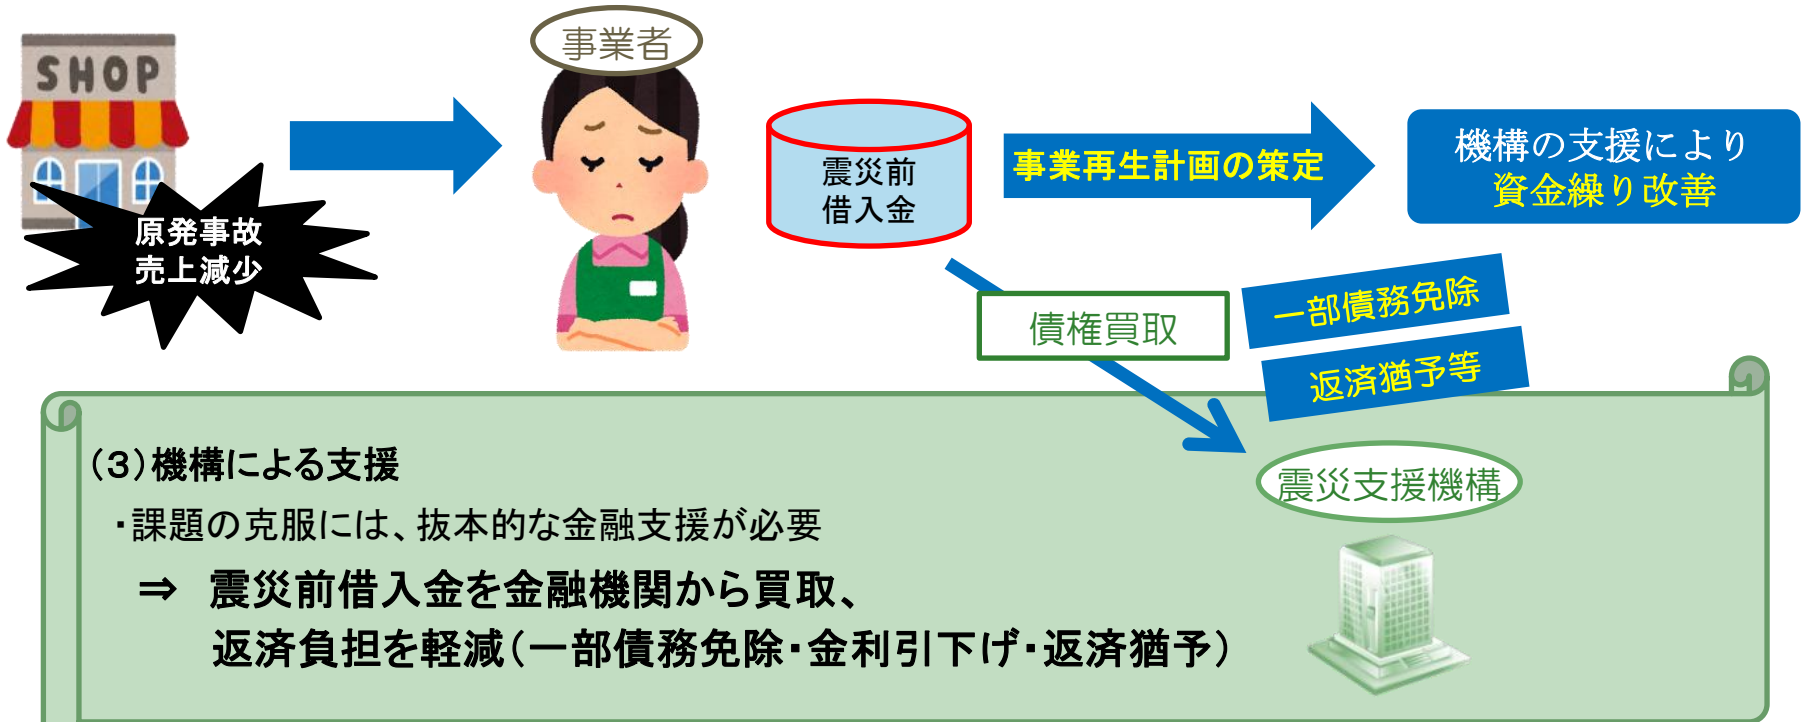 SHOP
原発事故
売上減少
事業者
震災前
借入金
事業再生計画の策定
機構の支援により
資金繰り改善
債権買取
一部債務免除
返済猶予等
震災支援機構
（３）機構による支援
・課題の克服には、抜本的な金融支援が必要
⇒　震災前借入金を金融機関から買取、
返済負担を軽減（一部債務免除・金利引下げ・返済猶予）